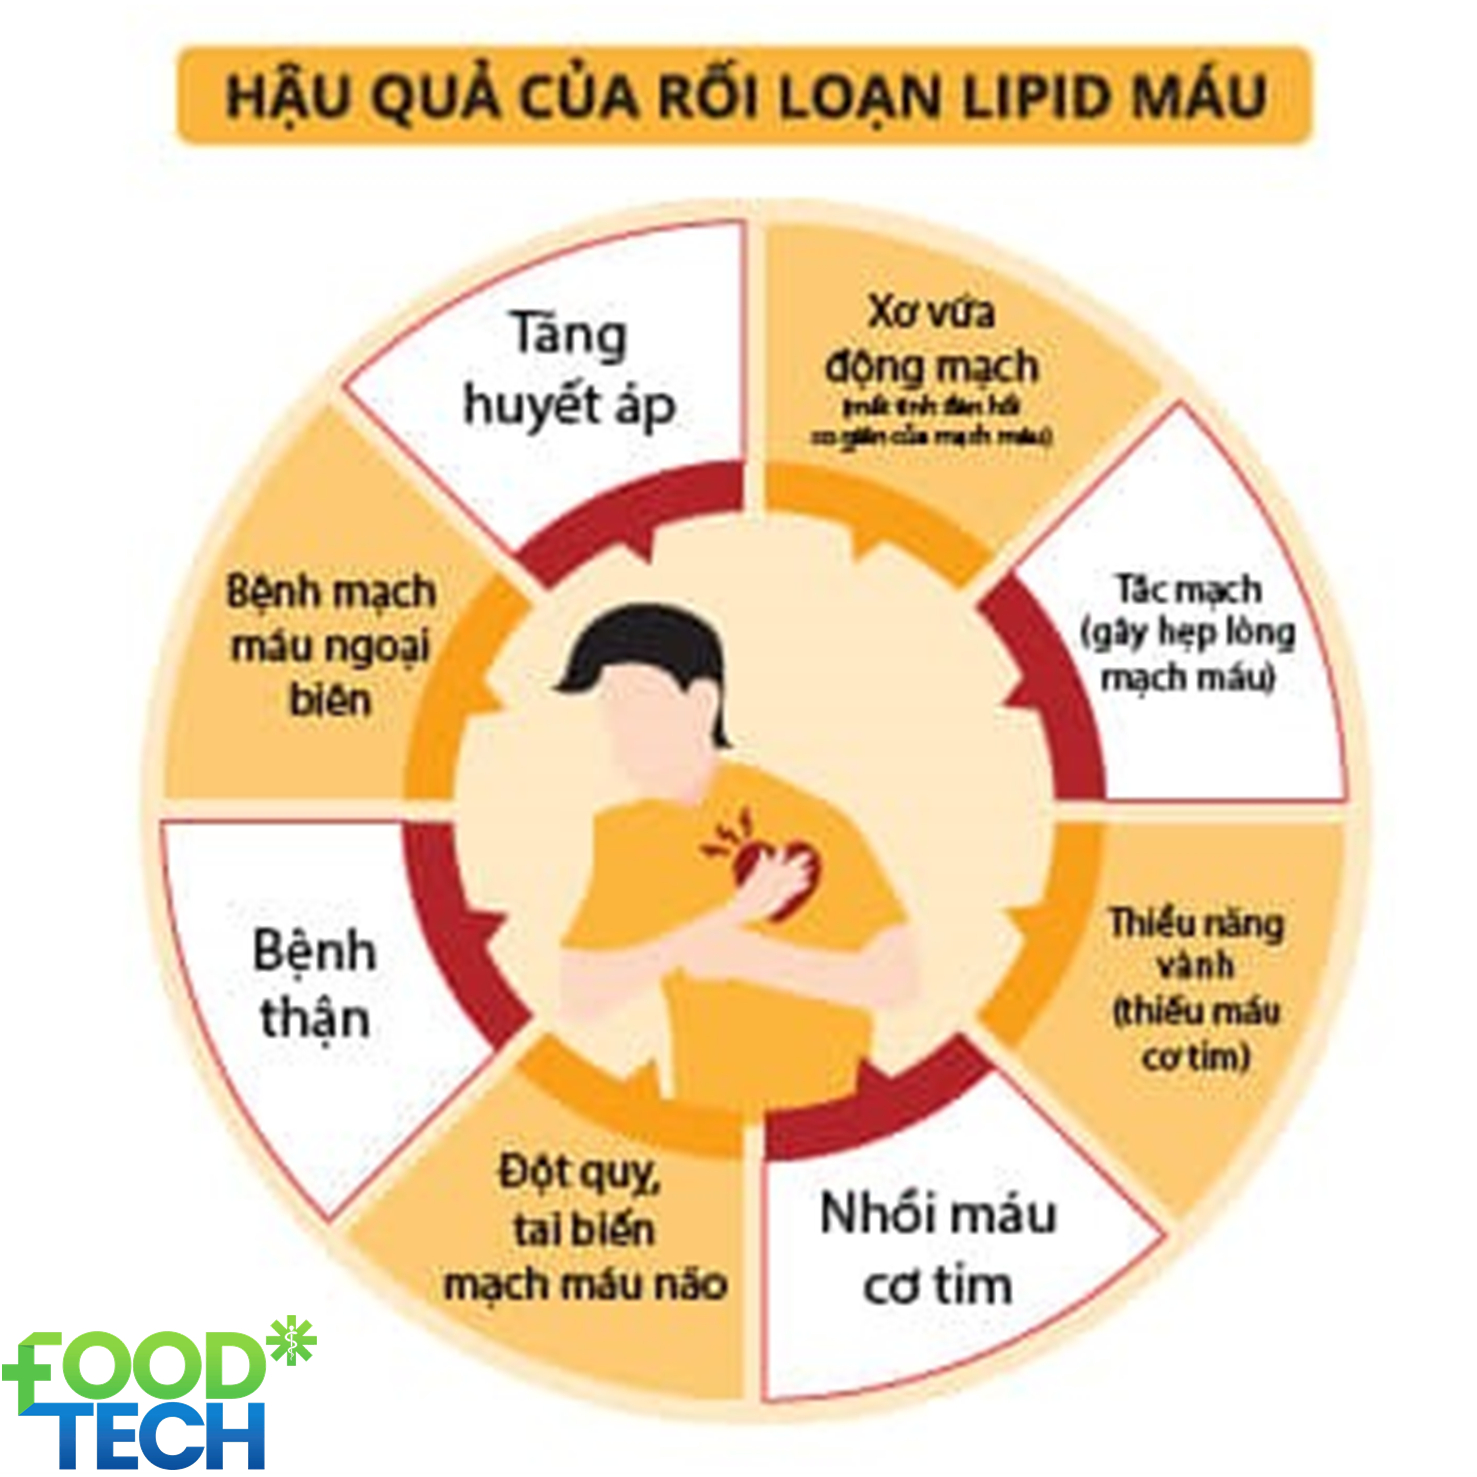 HẬU QUẢ CỦA RỐI LOẠN LIPID MÁU
Xơ vữa
động mạch
(mất tính đàn hồi
co giãn của mạch máu)
Tắc mạch
(gây hẹp lòng
mạch máu)
Thiểu năng
vành
(thiếu máu
cơ tim)
Nhồi máu
cơ tim
Đột quỵ,
tai biến
mạch máu não
Bệnh
thận
Bệnh mạch
máu ngoại
biên
Tăng
huyết áp
FOOD
TECH